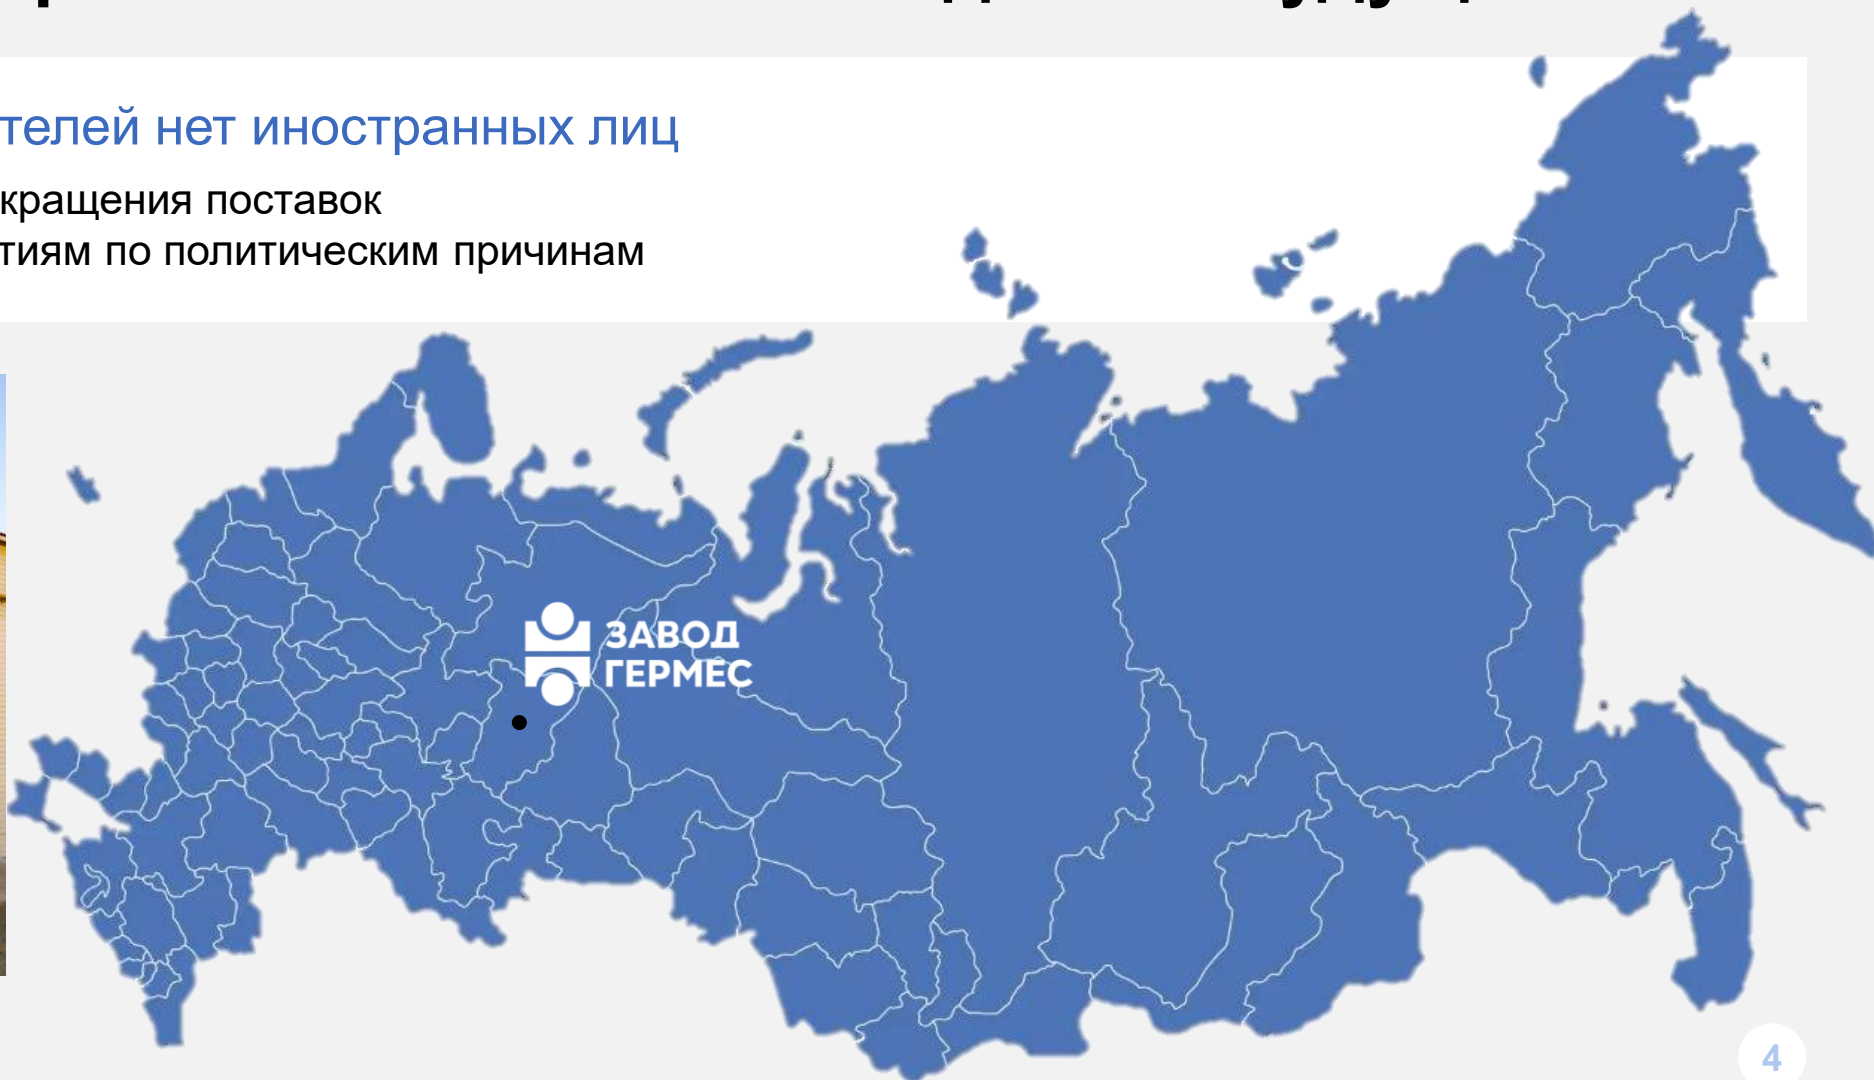 телей нет иностранных лиц
кращения поставок
тиям по политическим причинам
ЗАВОД
ГЕРМЕС
4